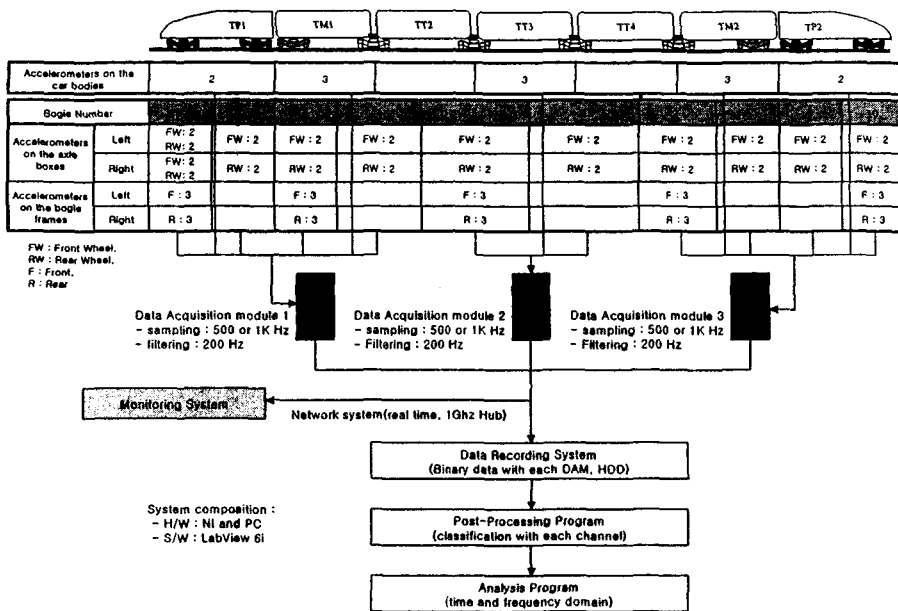 TP1 TM1 TT2 TT3 TT4 TM2 TP2
Accelerometers on the car bodies 2 3 3 3 2
Bogie Number
Accelerometers on the axle boxes Left FW: 2 RW: 2 FW : 2 FW : 2 FW : 2 FW : 2 FW : 2 FW : 2 FW : 2 FW : 2 FW : 2
Right FW: 2 RW: 2 RW: 2 RW: 2 RW: 2 RW: 2 RW: 2 RW: 2 RW: 2 RW: 2 RW: 2
Accelerometers on the bogie frames Left F : 3 F : 3 F : 3 F : 3 F : 3
Right R : 3 R : 3 R : 3 R : 3 R : 3
FW : Front Wheel.
RW : Rear Wheel.
F : Front.
R : Rear
Data Acquisition module 1
- sampling : 500 or 1K Hz
- filtering : 200 Hz
Data Acquisition module 2
- sampling : 500 or 1K Hz
- Filtering : 200 Hz
Data Acquisition module 3
- sampling : 500 or 1K Hz
- Filtering : 200 Hz
Monitoring System
Network system(real time, 1Ghz Hub)
Data Recording System
(Binary data with each DAM, HDD)
System composition :
- H/W : NI and PC
- S/W : LabView 6i
Post-Processing Program
(classification with each channel)
Analysis Program
(time and frequency domain)